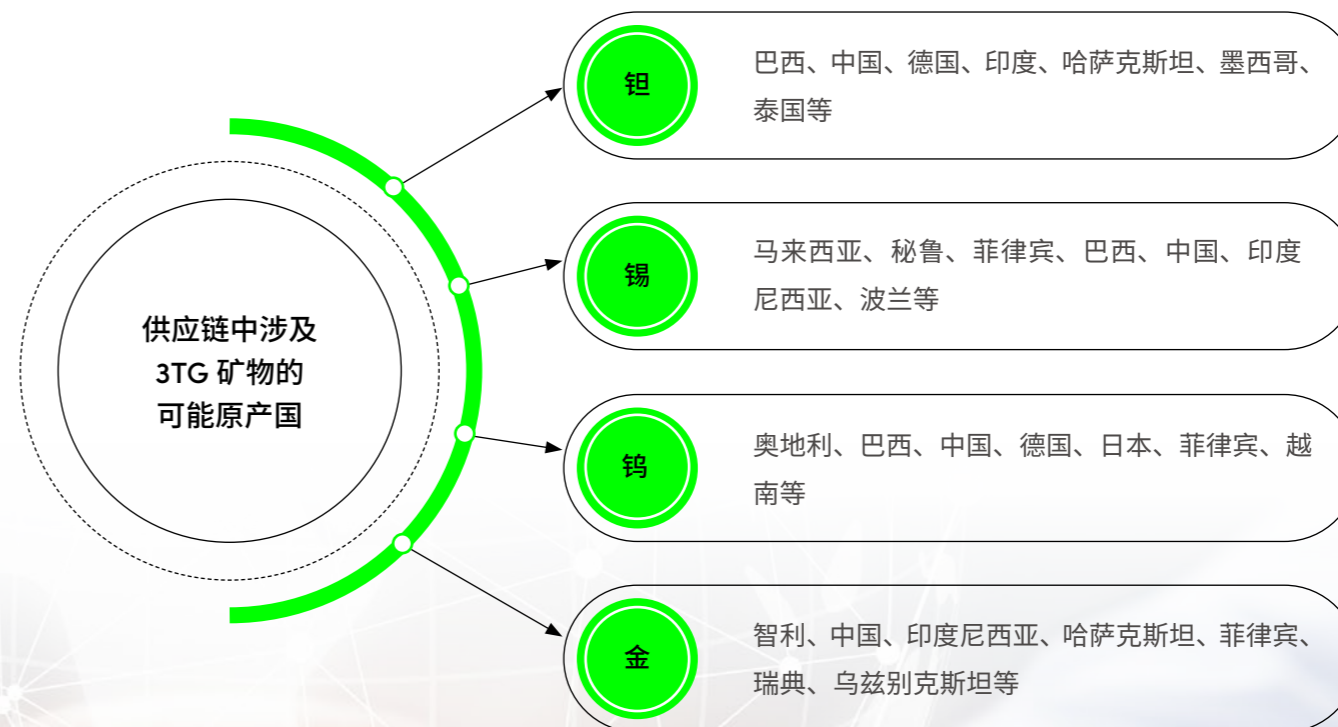 供应链中涉及
3TG 矿物的
可能原产国
钽
巴西、中国、德国、印度、哈萨克斯坦、墨西哥、
泰国等
锡
马来西亚、秘鲁、菲律宾、巴西、中国、印度
尼西亚、波兰等
钨
奥地利、巴西、中国、德国、日本、菲律宾、越
南等
金
智利、中国、印度尼西亚、哈萨克斯坦、菲律宾、
瑞典、乌兹别克斯坦等